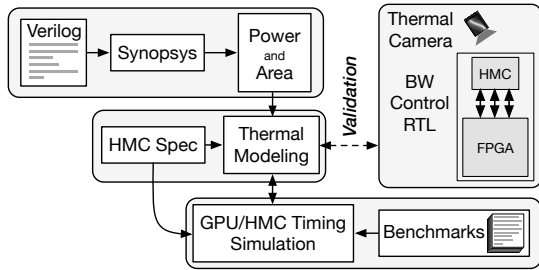 Verilog
Synopsys
Power
and
Area
Thermal
Camera
BW
Control
RTL
HMC
FPGA
Validation
HMC Spec
Thermal
Modeling
GPU/HMC Timing
Simulation
Benchmarks